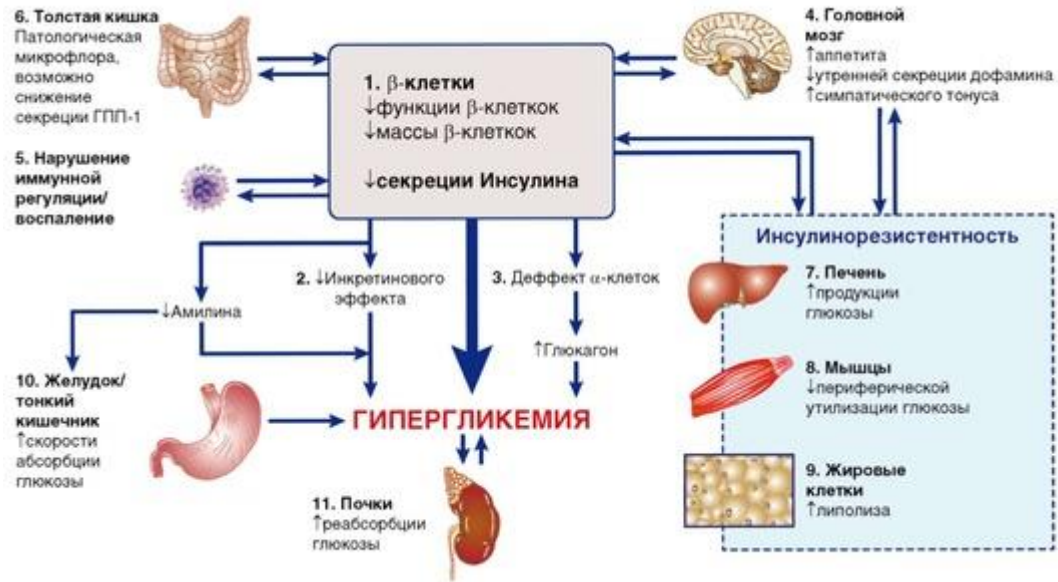 6. Толстая кишка
Патологическая
микрофлора,
возможно
снижение
секреции ГПП-1
5. Нарушение
иммунной
регуляции/
воспаление
1. β-клетки
↓функции β-клеткок
↓массы β-клеткок
↓секреции Инсулина
4. Головной
мозг
↑аппетита
↓утренней секреции дофамина
↑симпатического тонуса
2. ↓Инкретинового
эффекта
3. Деффект α-клеток
↓Амилина
↑Глюкагон
10. Желудок/
тонкий
кишечник
↑скорости
абсорбции
глюкозы
ГИПЕРГЛИКЕМИЯ
11. Почки
↑реабсорбции
глюкозы
Инсулинорезистентность
7. Печень
↑продукции
глюкозы
8. Мышцы
↓периферической
утилизации глюкозы
9. Жировые
клетки
↑липолиза